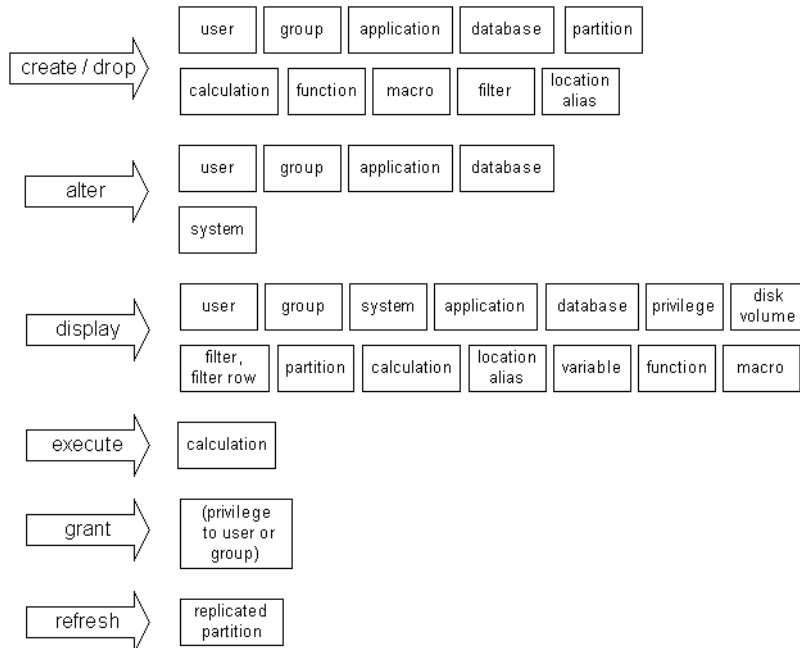 user group application database partition
create / drop
calculation function macro filter location
alias
user group application database
alter
system
user group system application database privilege disk
volume
display
filter,
filter row partition calculation location
alias variable function macro
execute calculation
grant (privilege
to user or
group)
refresh replicated
partition